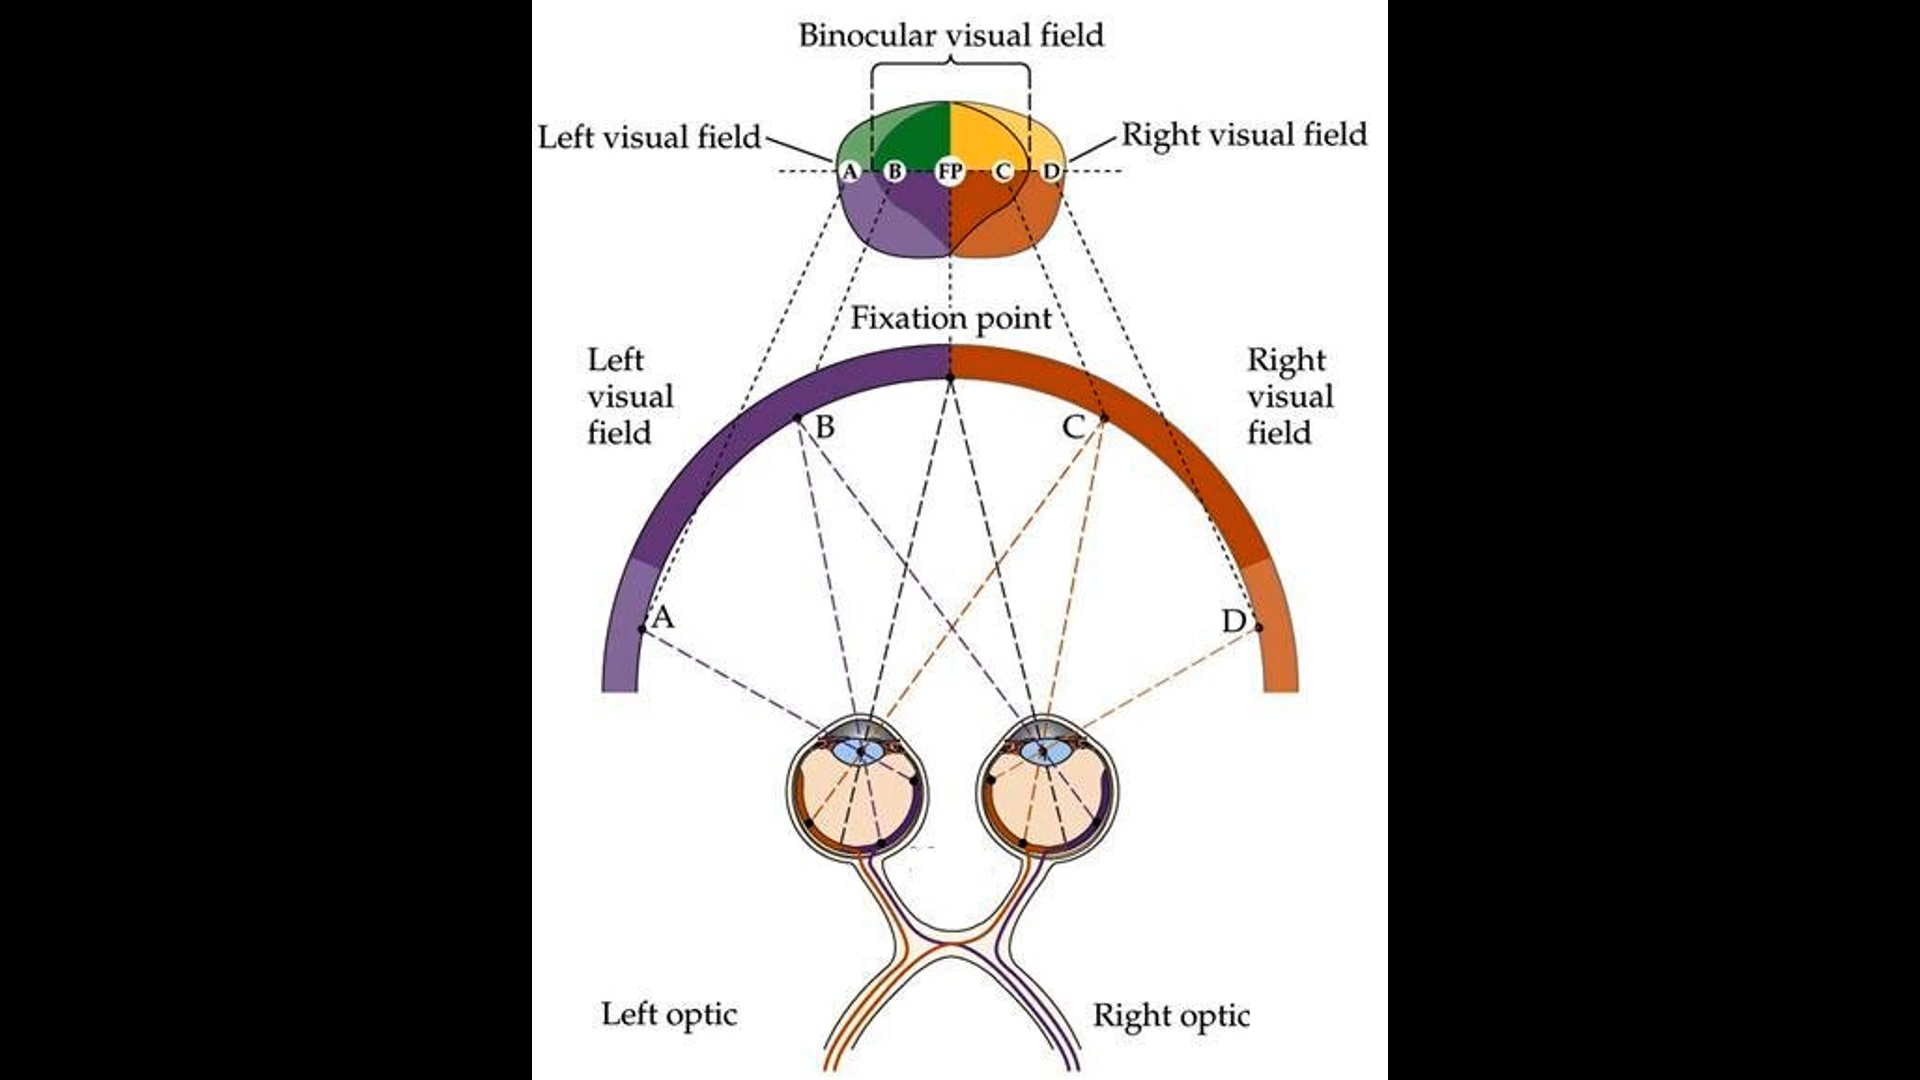 Binocular visual field
Left visual field
Right visual field
A B FP C D
Fixation point
Left
visual
field
Right
visual
field
B
C
A
D
Left optic
Right optic